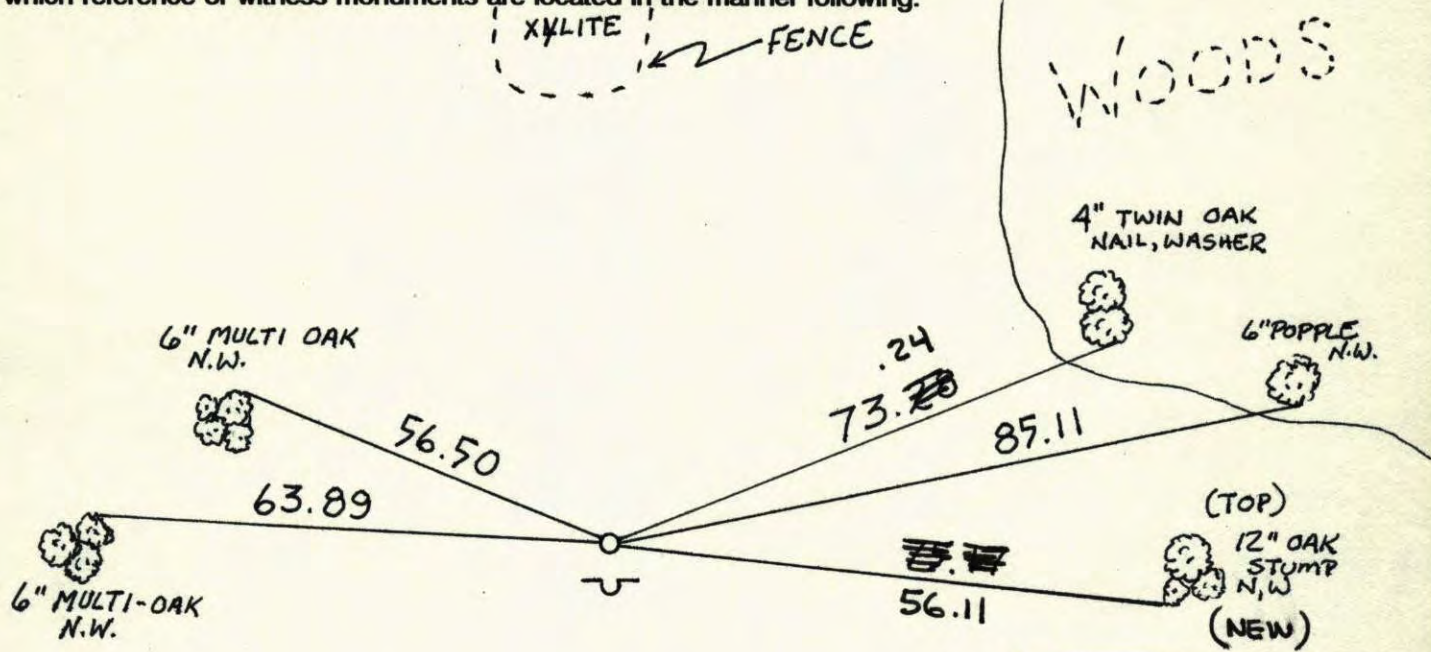 which reference or witness monuments are located in the manner following:
XYLITE
FENCE
WOODS
4" TWIN OAK
NAIL, WASHER
6" MULTI OAK
N.W.
6" POPPLE
N.W.
.24
73.
85.11
56.50
63.89
(TOP)
12" OAK
STUMP
N,W
(NEW)
56.11
6" MULTI-OAK
N.W.